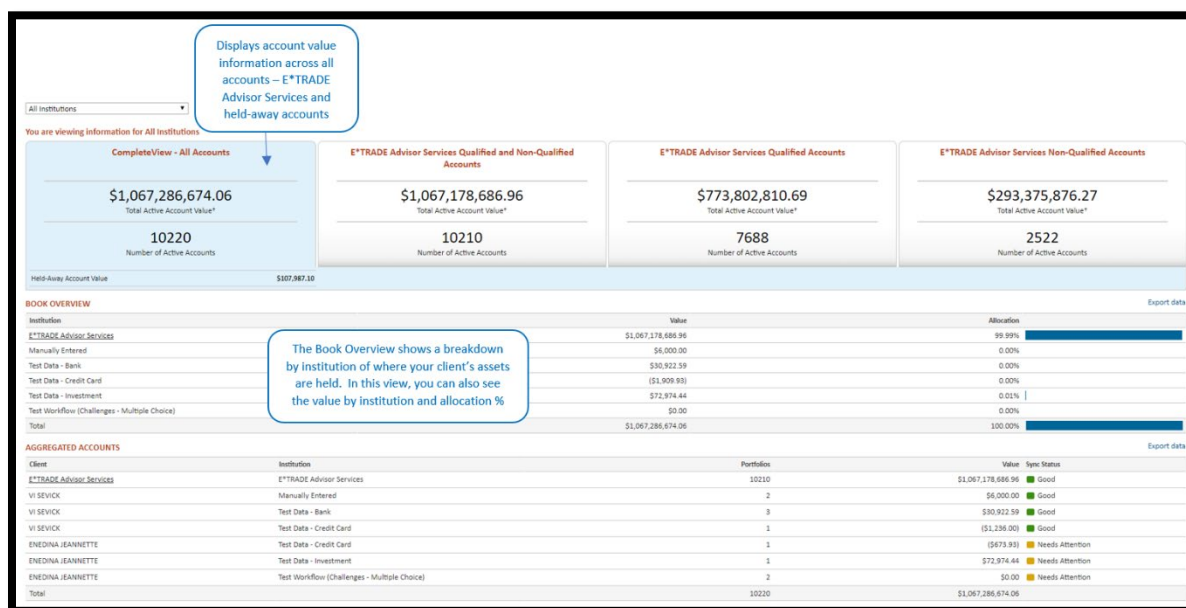 Displays account value
information across all
accounts – E*TRADE
Advisor Services and
held-away accounts
All Institutions
You are viewing information for All Institutions
CompleteView - All Accounts
$1,067,286,674.06
Total Active Account Value*
10220
Number of Active Accounts
E*TRADE Advisor Services Qualified and Non-Qualified
Accounts
$1,067,178,686.96
Total Active Account Value*
10210
Number of Active Accounts
E*TRADE Advisor Services Qualified Accounts
$773,802,810.69
Total Active Account Value*
7688
Number of Active Accounts
E*TRADE Advisor Services Non-Qualified Accounts
$293,375,876.27
Total Active Account Value*
2522
Number of Active Accounts
Held-Away Account Value $107,987.10
BOOK OVERVIEW Export data
Institution Value Allocation
E*TRADE Advisor Services $1,067,178,686.96 99.99%
Manually Entered $6,000.00 0.00%
Test Data - Bank $30,922.59 0.00%
Test Data - Credit Card ($1,909.93) 0.00%
Test Data - Investment $72,974.44 0.01%
Test Workflow (Challenges - Multiple Choice) $0.00 0.00%
Total $1,067,286,674.06 100.00%
The Book Overview shows a breakdown
by institution of where your client's assets
are held. In this view, you can also see
the value by institution and allocation %
AGGREGATED ACCOUNTS Export data
Client Institution Portfolios Value Sync Status
E*TRADE Advisor Services E*TRADE Advisor Services 10210 $1,067,178,686.96 Good
VI SEVICK Manually Entered 2 $6,000.00 Good
VI SEVICK Test Data - Bank 3 $30,922.59 Good
VI SEVICK Test Data - Credit Card 1 ($1,236.00) Good
ENEDINA JEANNETTE Test Data - Credit Card 1 ($673.93) Needs Attention
ENEDINA JEANNETTE Test Data - Investment 1 $72,974.44 Needs Attention
ENEDINA JEANNETTE Test Workflow (Challenges - Multiple Choice) 2 $0.00 Needs Attention
Total 10220 $1,067,286,674.06